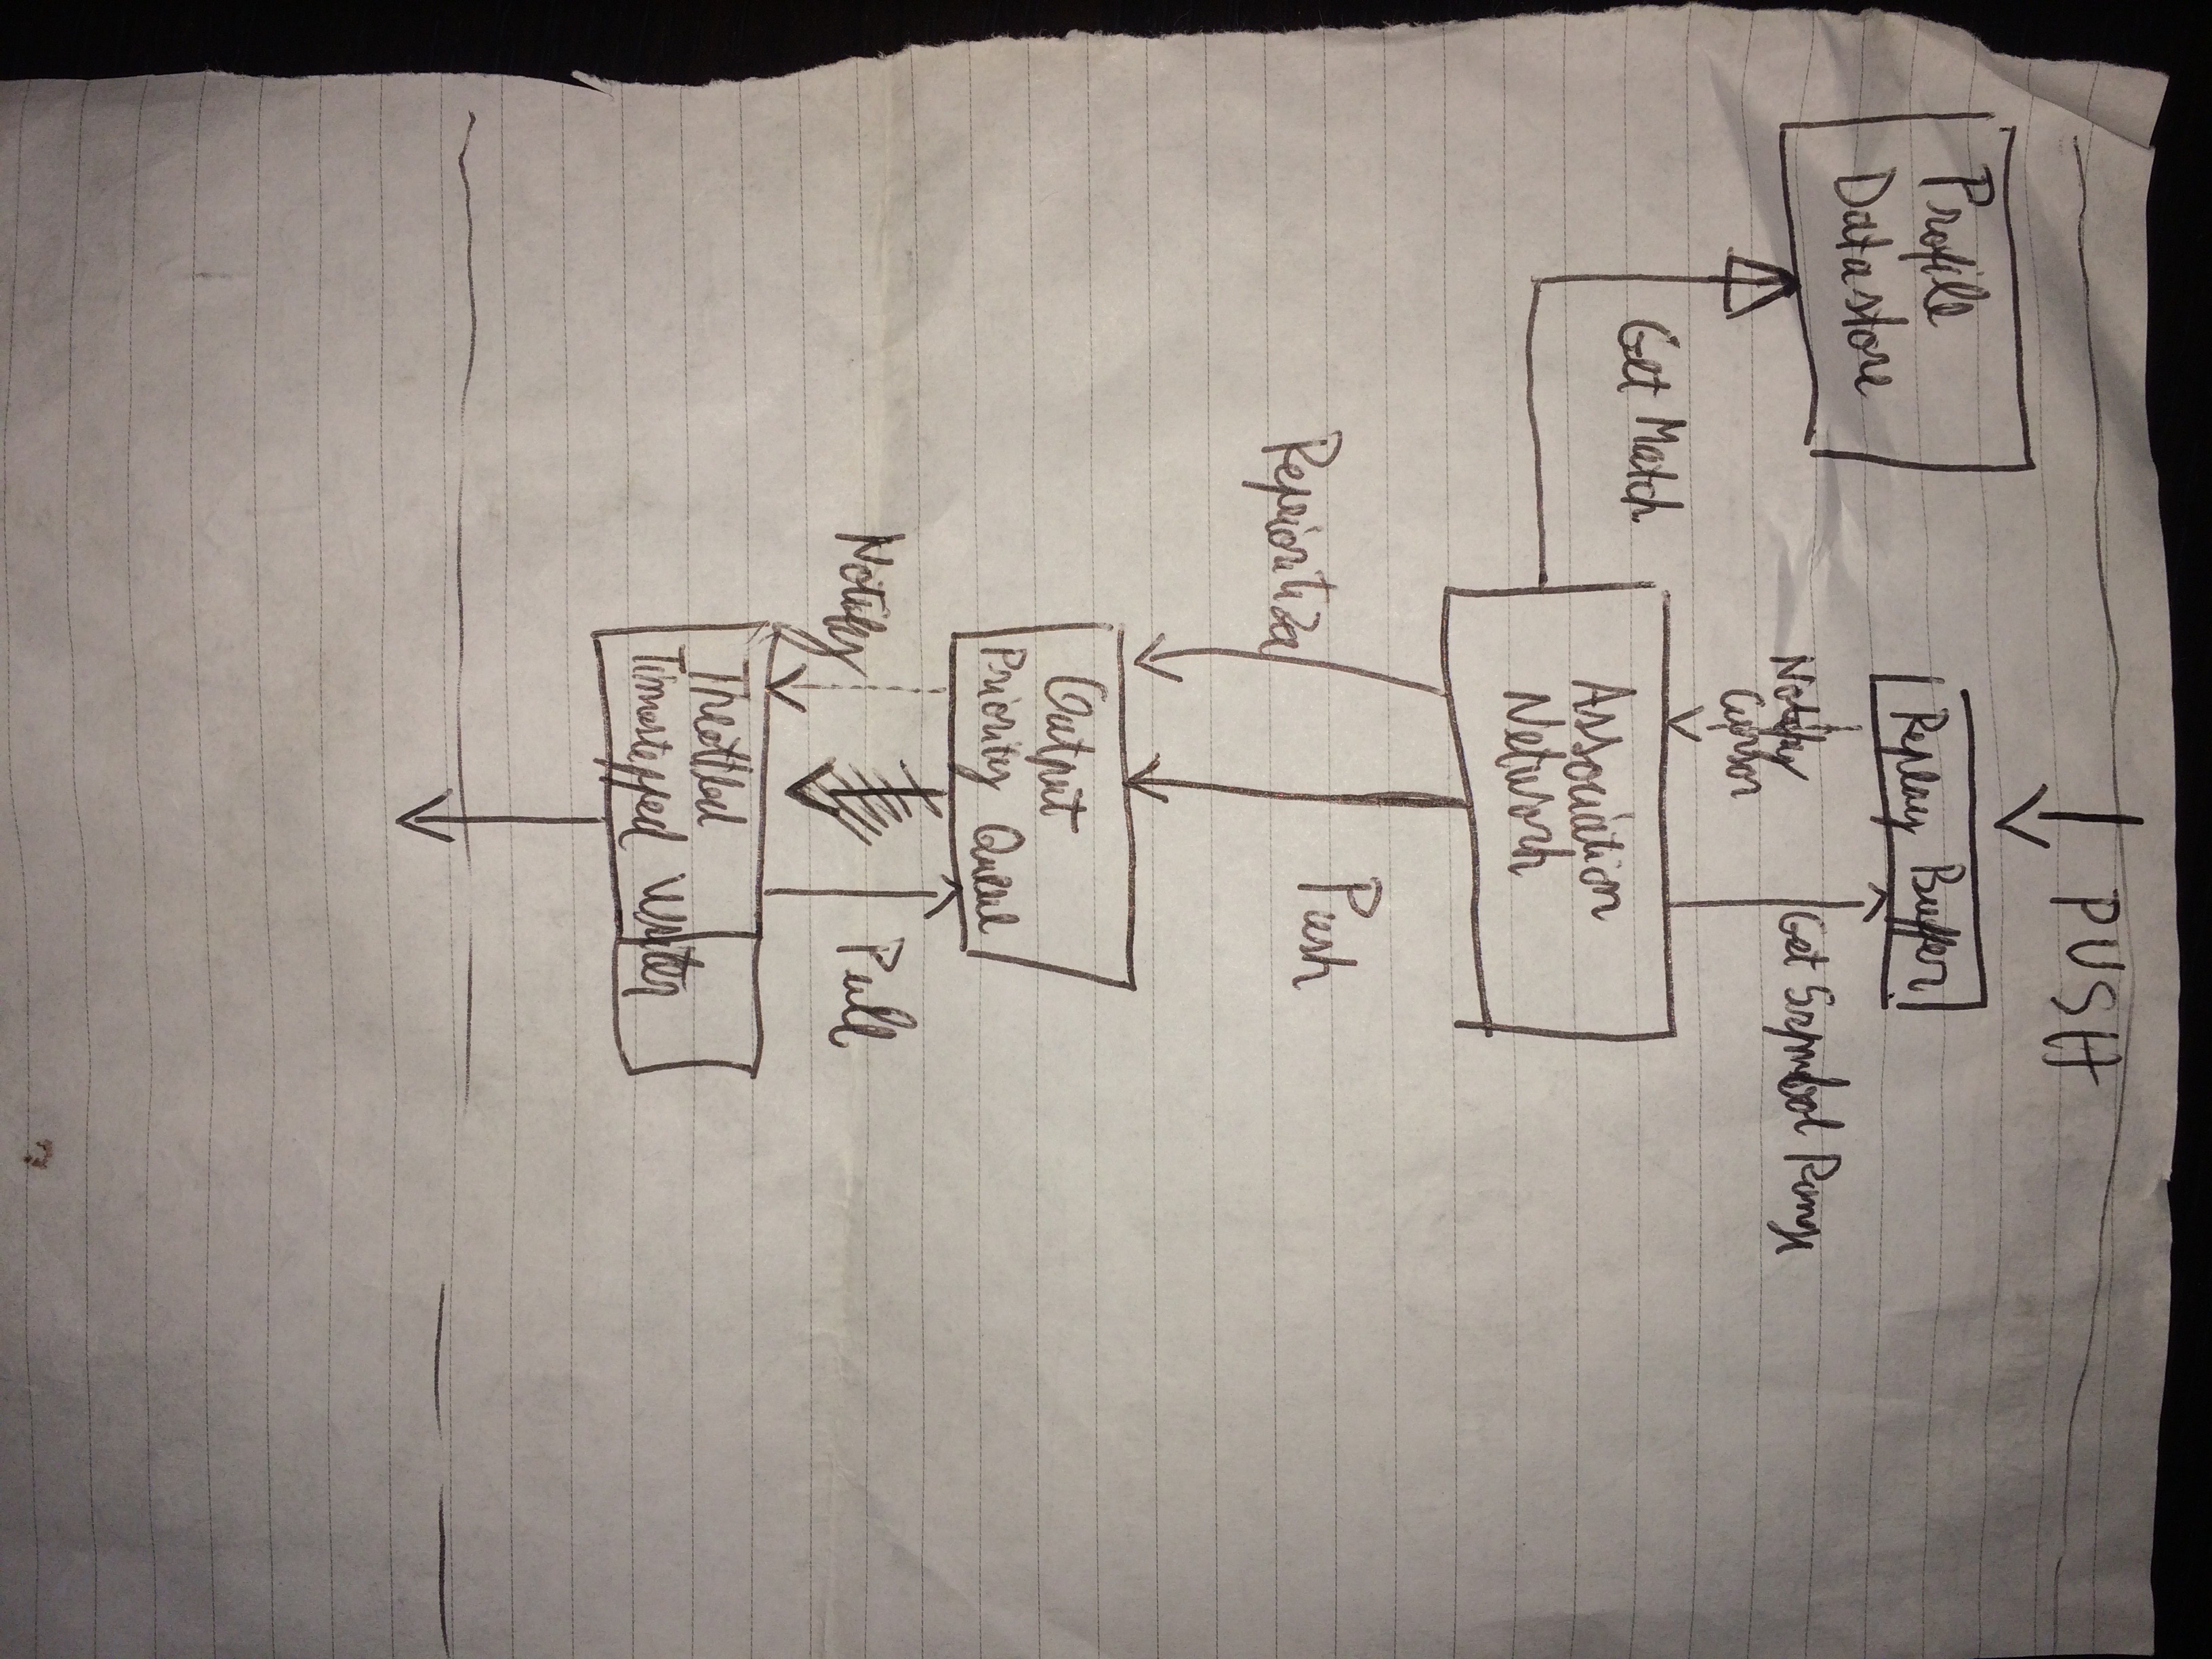 PUSH
Replay Buffer
Profile
Datastore
Notify
Cursor
Get Symbol Range
Get Match
Association
Network
Reprioritize
Push
Output
Priority Queue
Notify
Pull
Throttled
Timestepped Writer